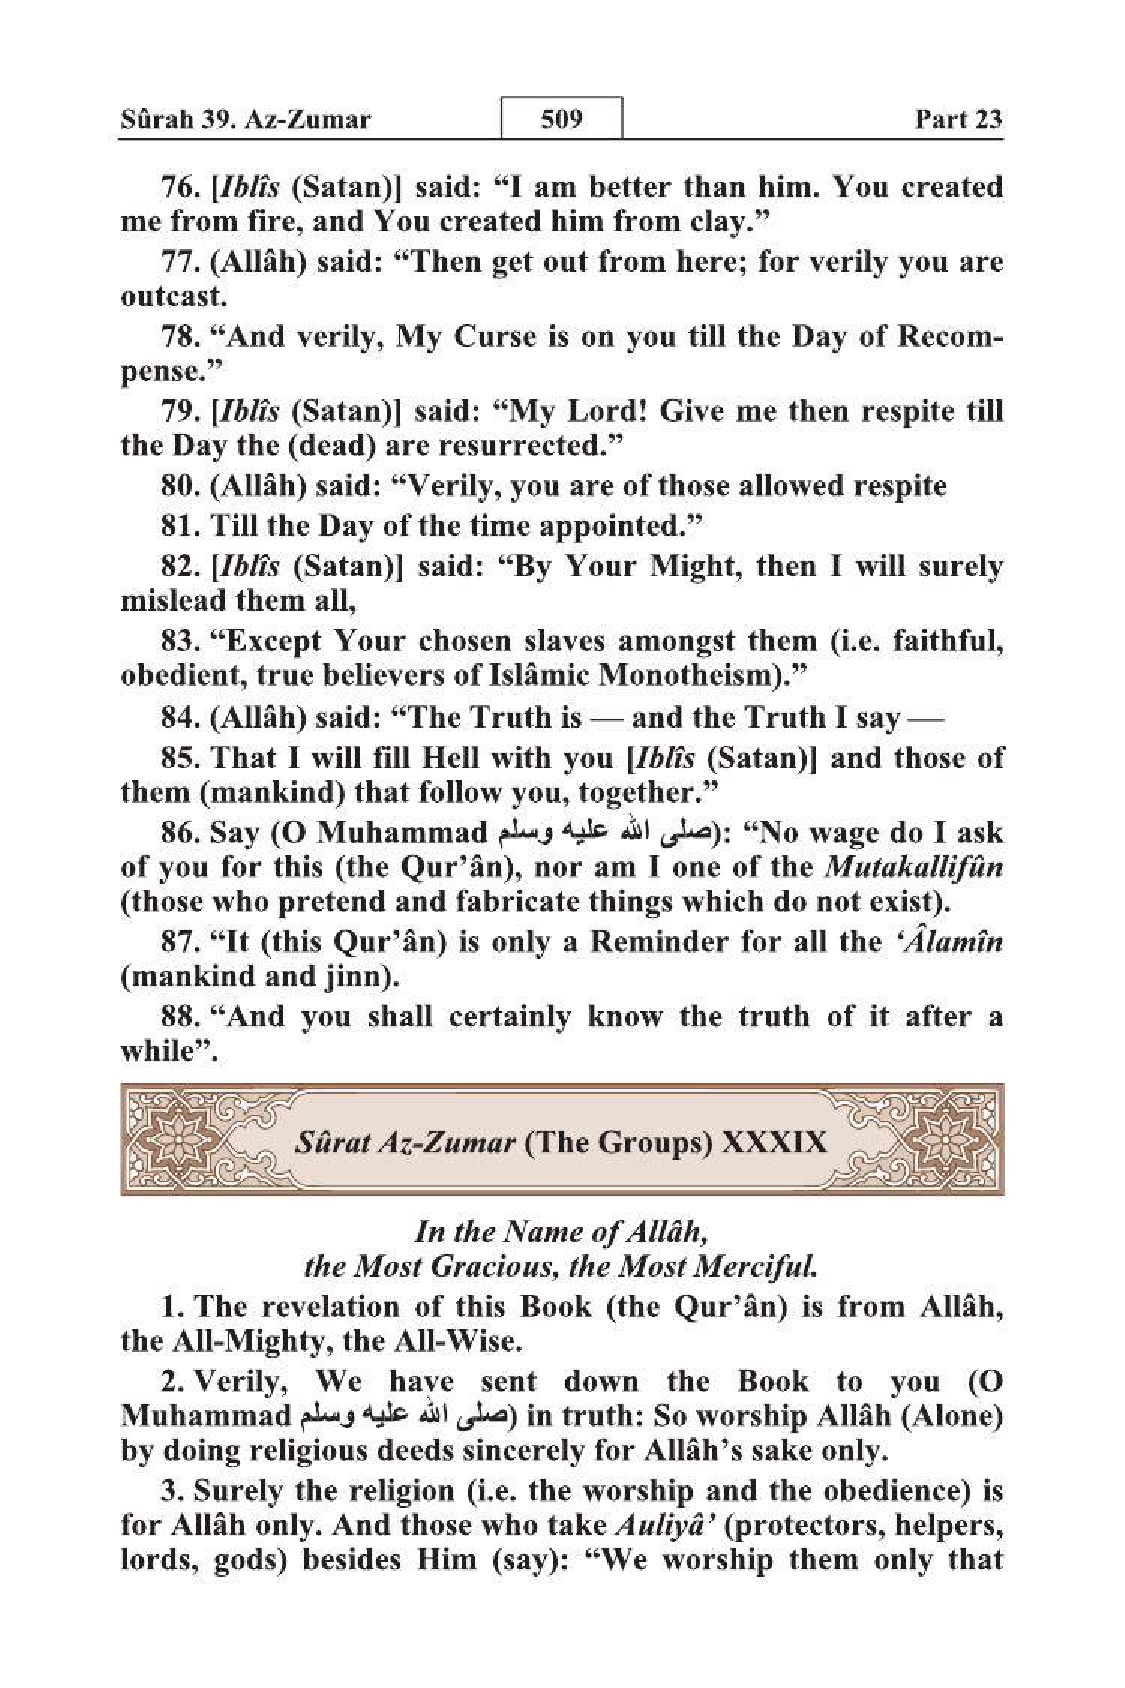 Sûrah 39. Az-Zumar 509 Part 23
76. [Iblîs (Satan)] said: “I am better than him. You created
me from fire, and You created him from clay.”
77. (Allâh) said: “Then get out from here; for verily you are
outcast.
78. “And verily, My Curse is on you till the Day of Recom-
pense.”
79. [Iblîs (Satan)] said: “My Lord! Give me then respite till
the Day the (dead) are resurrected.”
80. (Allâh) said: “Verily, you are of those allowed respite
81. Till the Day of the time appointed.”
82. [Iblîs (Satan)] said: “By Your Might, then I will surely
mislead them all,
83. “Except Your chosen slaves amongst them (i.e. faithful,
obedient, true believers of Islâmic Monotheism).”
84. (Allâh) said: “The Truth is — and the Truth I say —
85. That I will fill Hell with you [Iblîs (Satan)] and those of
them (mankind) that follow you, together.”
86. Say (O Muhammad صلى الله عليه وسلم): “No wage do I ask
of you for this (the Qur’ân), nor am I one of the Mutakallifûn
(those who pretend and fabricate things which do not exist).
87. “It (this Qur’ân) is only a Reminder for all the ‘Âlamîn
(mankind and jinn).
88. “And you shall certainly know the truth of it after a
while”.
Sûrat Az-Zumar (The Groups) XXXIX
In the Name of Allâh,
the Most Gracious, the Most Merciful.
1. The revelation of this Book (the Qur’ân) is from Allâh,
the All-Mighty, the All-Wise.
2. Verily, We have sent down the Book to you (O
Muhammad صلى الله عليه وسلم) in truth: So worship Allâh (Alone)
by doing religious deeds sincerely for Allâh’s sake only.
3. Surely the religion (i.e. the worship and the obedience) is
for Allâh only. And those who take Auliyâ’ (protectors, helpers,
lords, gods) besides Him (say): “We worship them only that